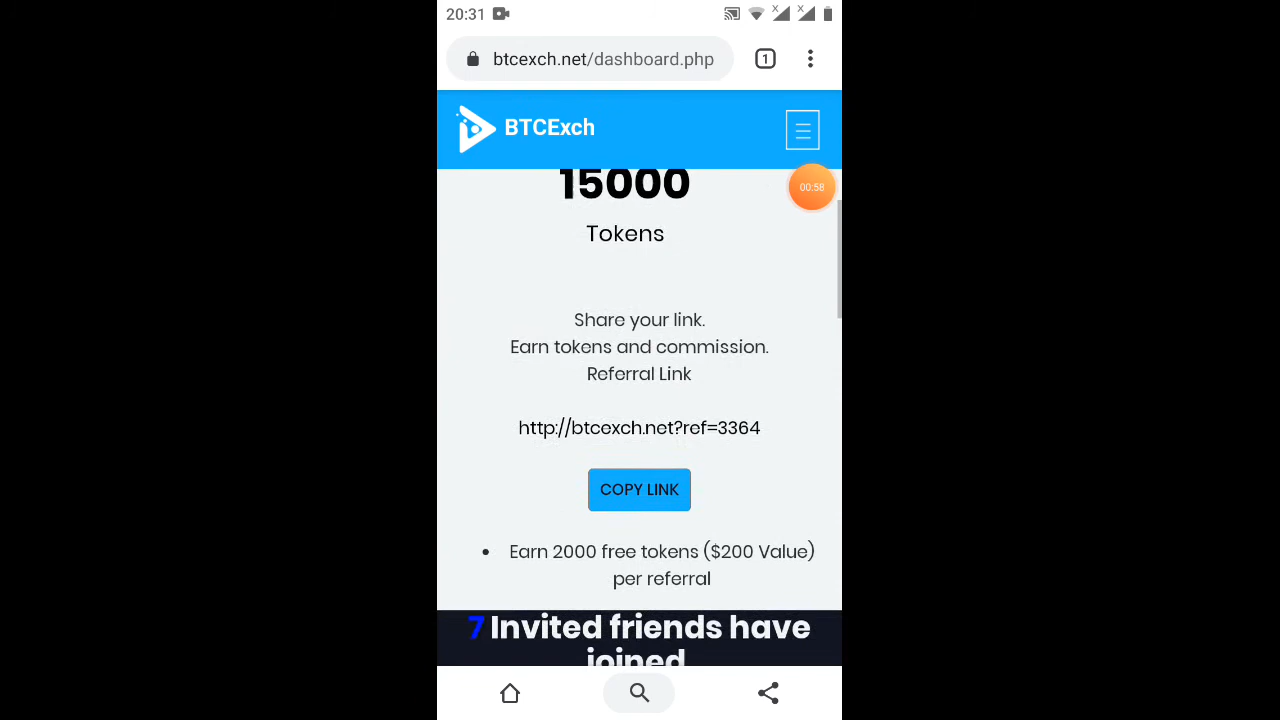 20:31
1
btcexch.net/dashboard.php
BTCExch
15000
00:58
Tokens
Share your link.
Earn tokens and commission.
Referral Link
http://btcexch.net?ref=3364
COPY LINK
• Earn 2000 free tokens ($200 Value)
per referral
7 Invited friends have
joined